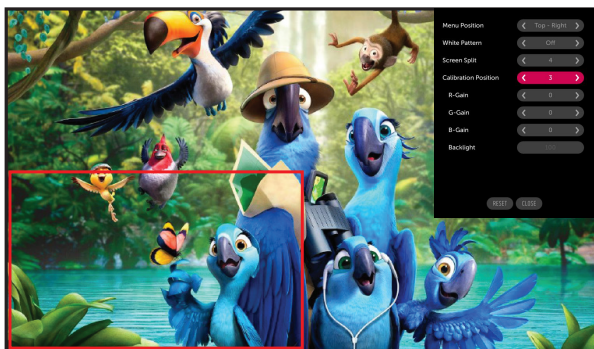 Menu Position Top - Right
White Pattern Off
Screen Split 4
Calibration Position 3
R-Gain 0
G-Gain 0
B-Gain 0
Backlight
RESET CLOSE